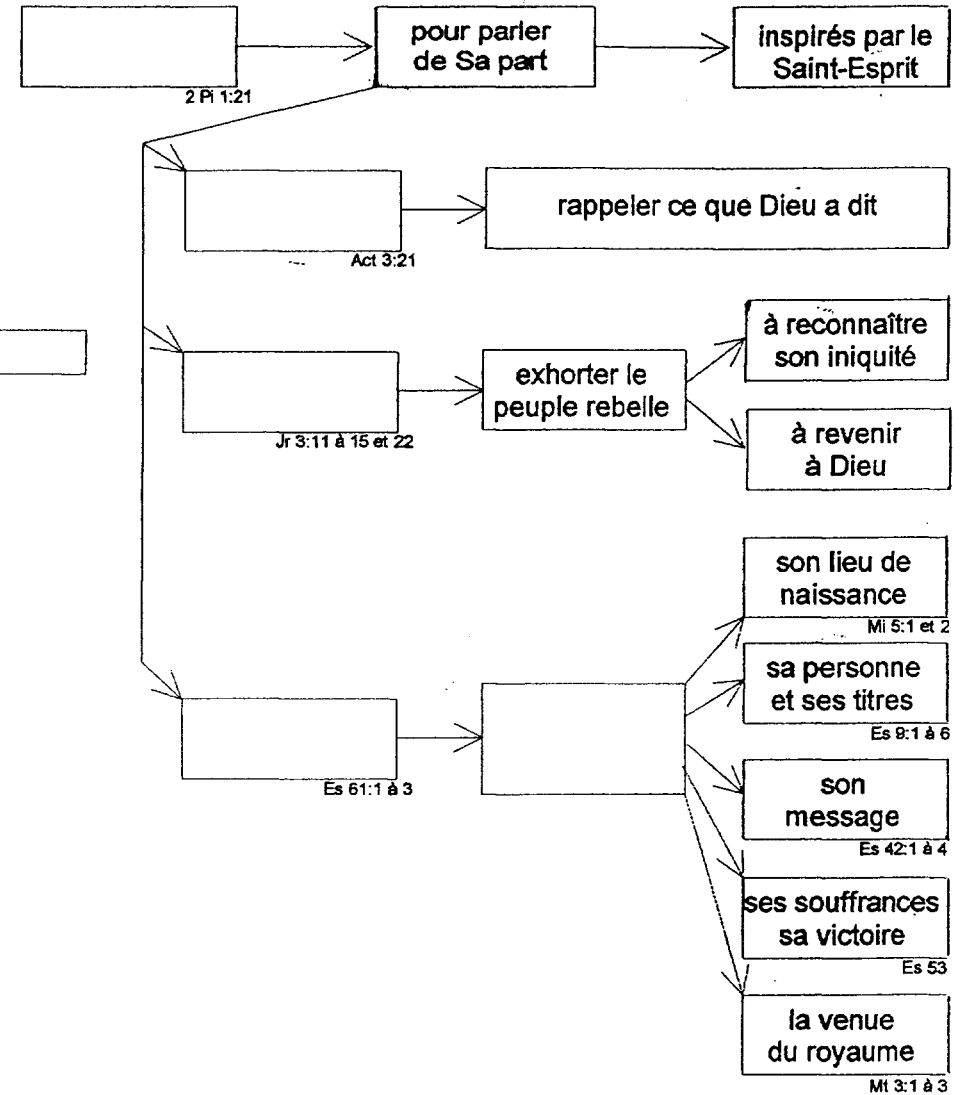 pour parler
de Sa part
inspirés par le
Saint-Esprit
2 Pi 1:21
rappeler ce que Dieu a dit
Act 3:21
exhorter le
peuple rebelle
à reconnaître
son iniquité
à revenir
à Dieu
Jr 3:11 à 15 et 22
son lieu de
naissance
Mi 5:1 et 2
sa personne
et ses titres
Es 9:1 à 6
Es 61:1 à 3
son
message
Es 42:1 à 4
ses souffrances
sa victoire
Es 53
la venue
du royaume
Mt 3:1 à 3